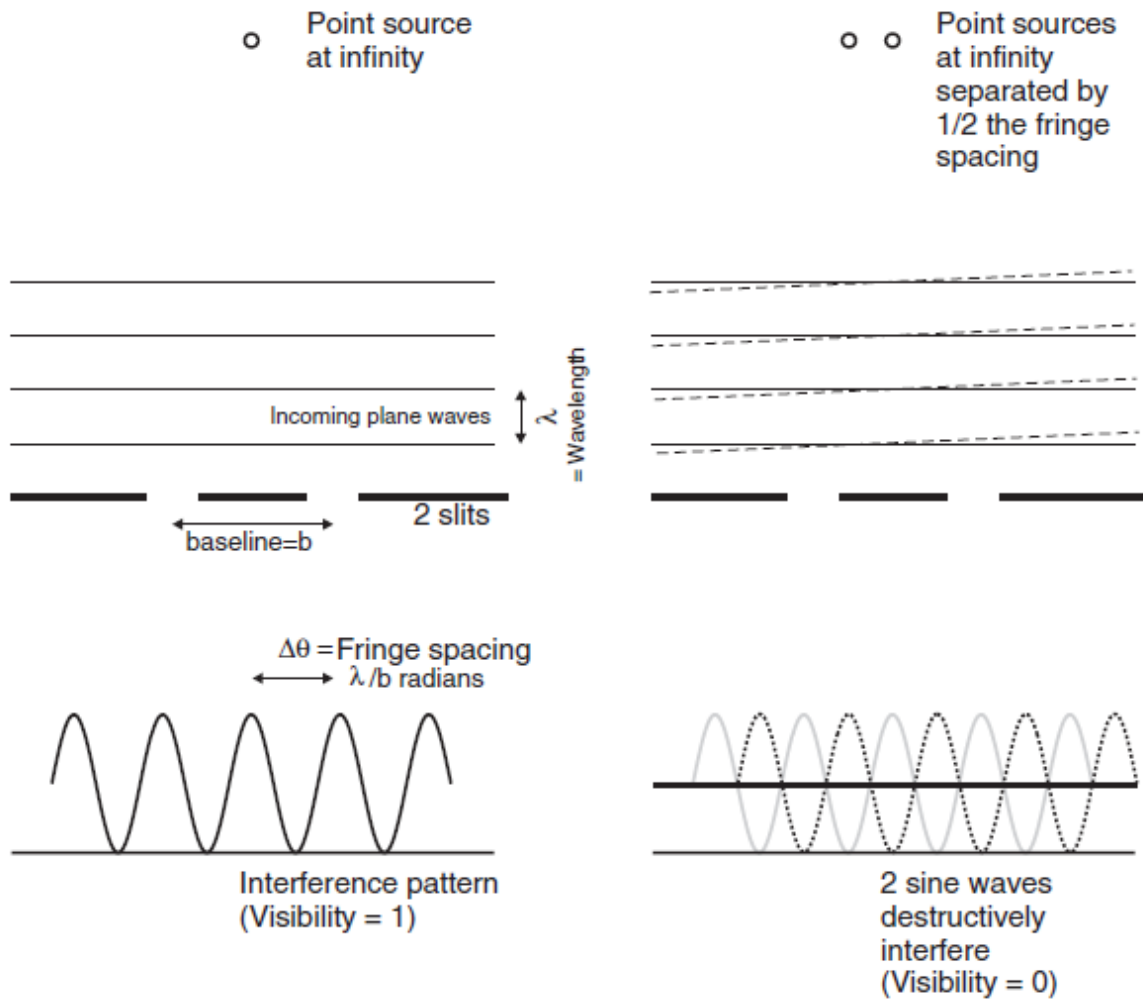 Point source
at infinity
Point sources
at infinity
separated by
1/2 the fringe
spacing
Incoming plane waves
λ
= Wavelength
2 slits
baseline=b
Δθ = Fringe spacing
λ/b radians
Interference pattern
(Visibility = 1)
2 sine waves
destructively
interfere
(Visibility = 0)